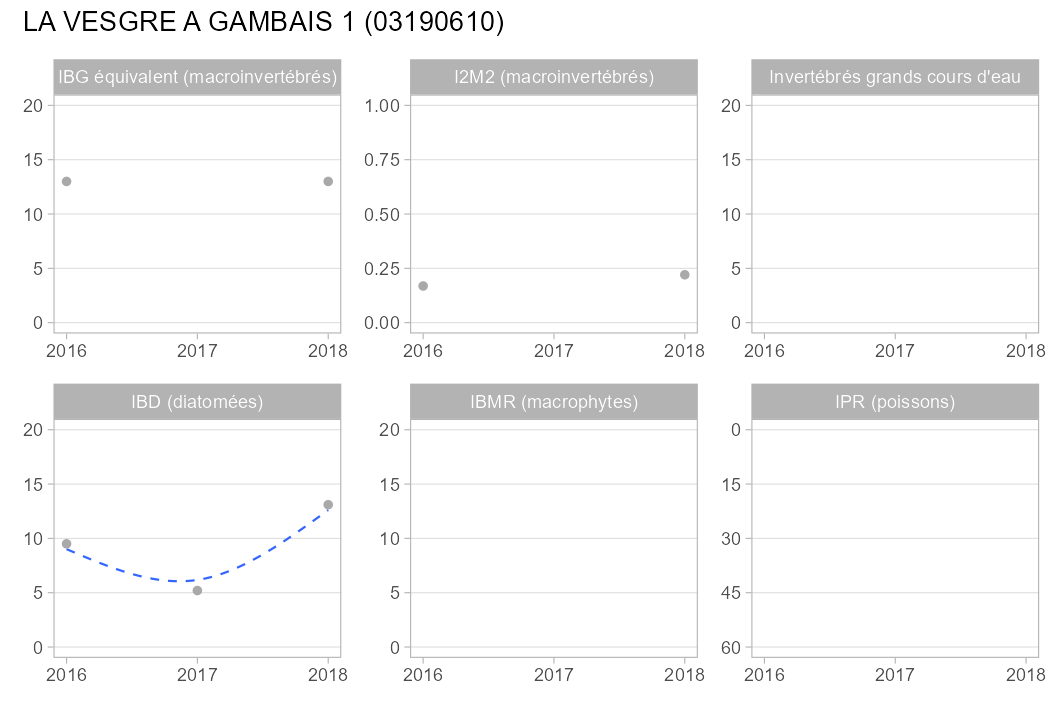 LA VESGRE A GAMBAIS 1 (03190610)
IBG équivalent (macroinvertébrés)
20
15
10
5
0
2016 2017 2018
I2M2 (macroinvertébrés)
1.00
0.75
0.50
0.25
0.00
2016 2017 2018
Invertébrés grands cours d'eau
20
15
10
5
0
2016 2017 2018
IBD (diatomées)
20
15
10
5
0
2016 2017 2018
IBMR (macrophytes)
20
15
10
5
0
2016 2017 2018
IPR (poissons)
0
15
30
45
60
2016 2017 2018